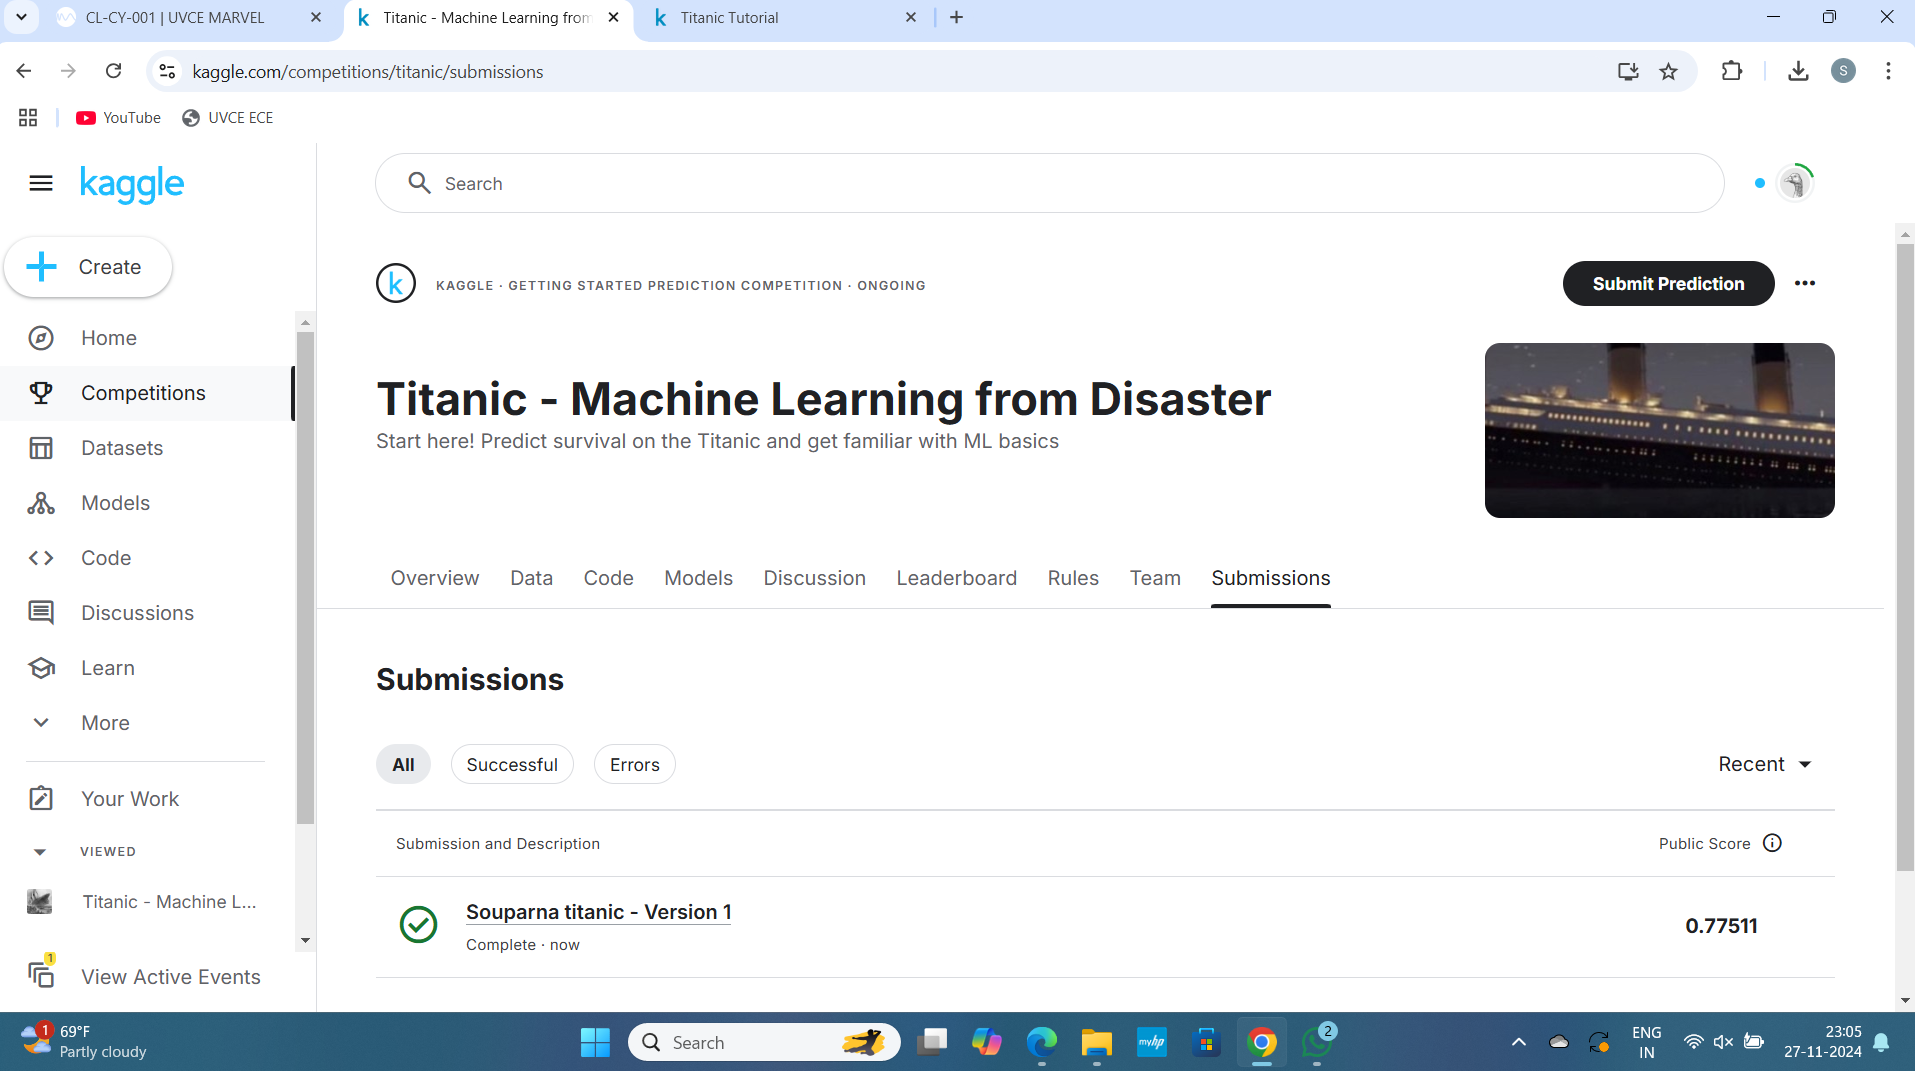 CL-CY-001 | UVCE MARVEL
Titanic - Machine Learning from
Titanic Tutorial
kaggle.com/competitions/titanic/submissions
S
YouTube
UVCE ECE
kaggle
Search
Create
k
KAGGLE · GETTING STARTED PREDICTION COMPETITION · ONGOING
Submit Prediction
Home
Competitions
Datasets
Models
Code
Discussions
Learn
More
Your Work
VIEWED
Titanic - Machine L...
1
View Active Events
Titanic - Machine Learning from Disaster
Start here! Predict survival on the Titanic and get familiar with ML basics
Overview
Data
Code
Models
Discussion
Leaderboard
Rules
Team
Submissions
Submissions
All
Successful
Errors
Recent
Submission and Description
Public Score
Souparna titanic - Version 1
Complete · now
0.77511
1
69°F
Partly cloudy
Search
myhp
2
ENG
IN
23:05
27-11-2024